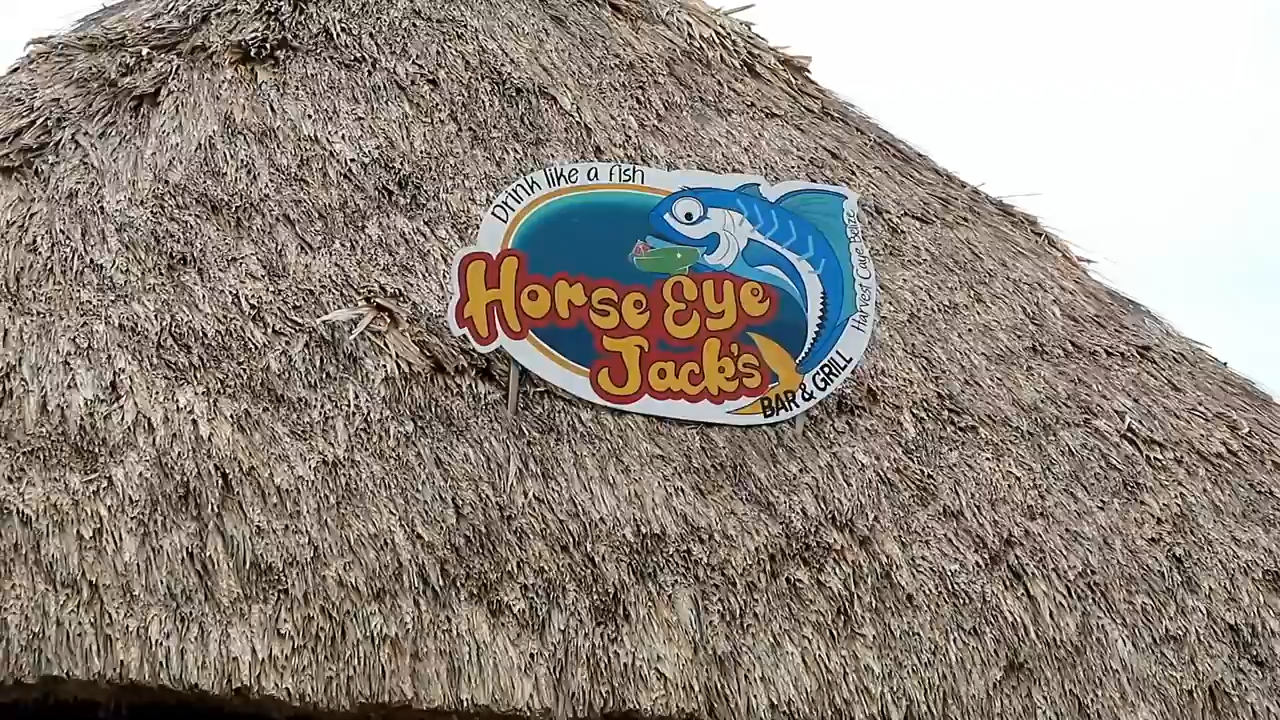 Drink like a fish
Horse Eye
Jack's
BAR & GRILL
Harvest Caye Belize